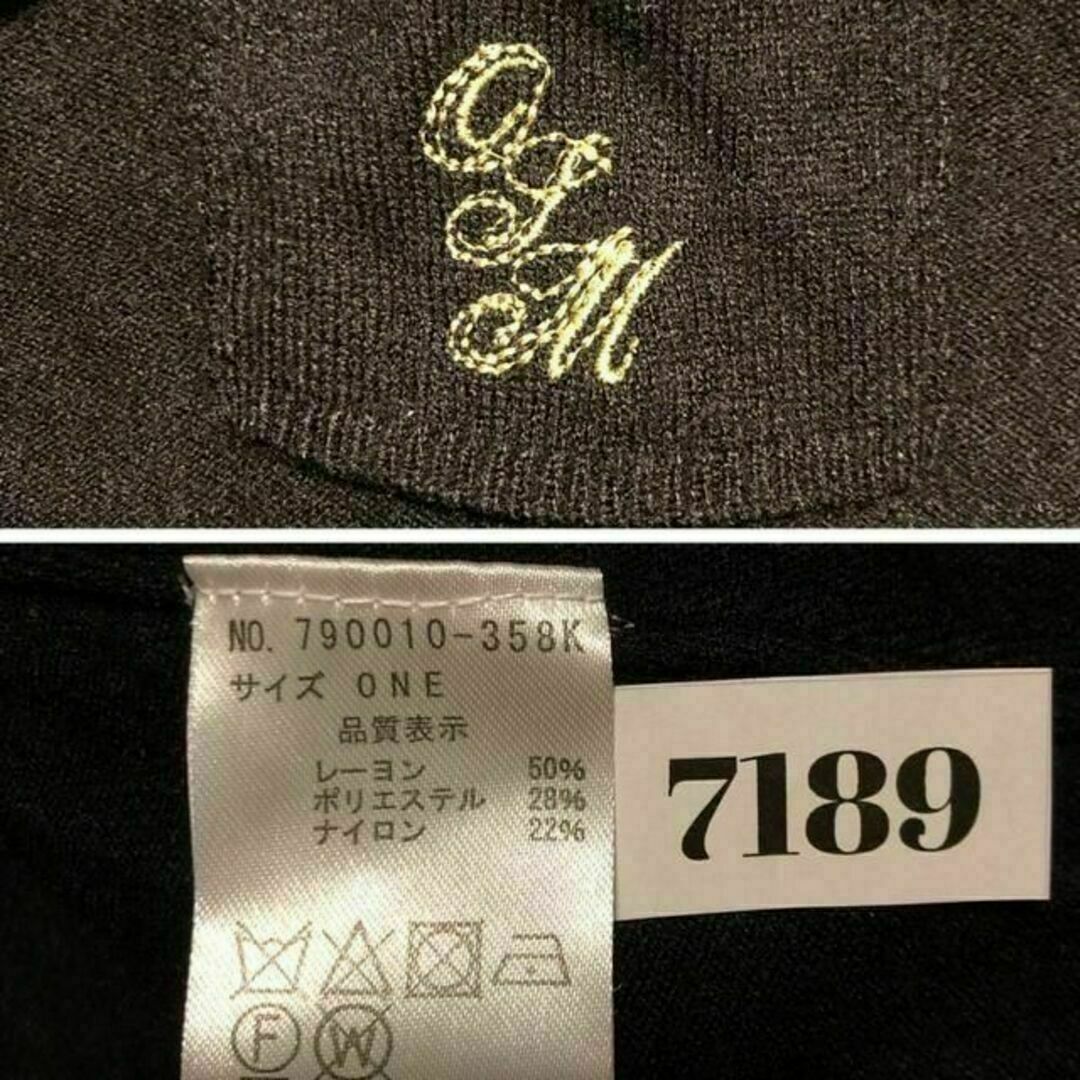 O
S
M
NO. 790010-358K
サイズ ONE
品質表示
レーヨン 50%
ポリエステル 28%
ナイロン 22%
7189
F
W